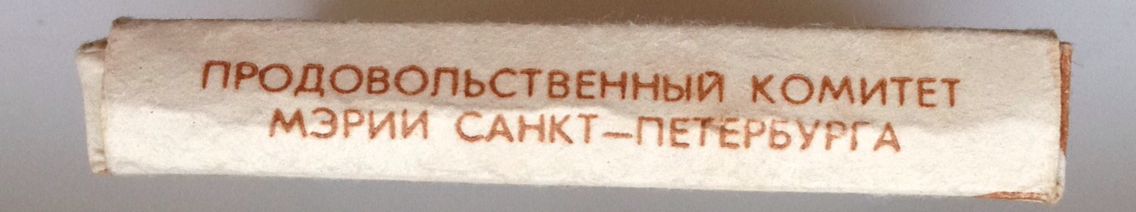 ПРОДОВОЛЬСТВЕННЫЙ КОМИТЕТ
МЭРИИ САНКТ–ПЕТЕРБУРГА